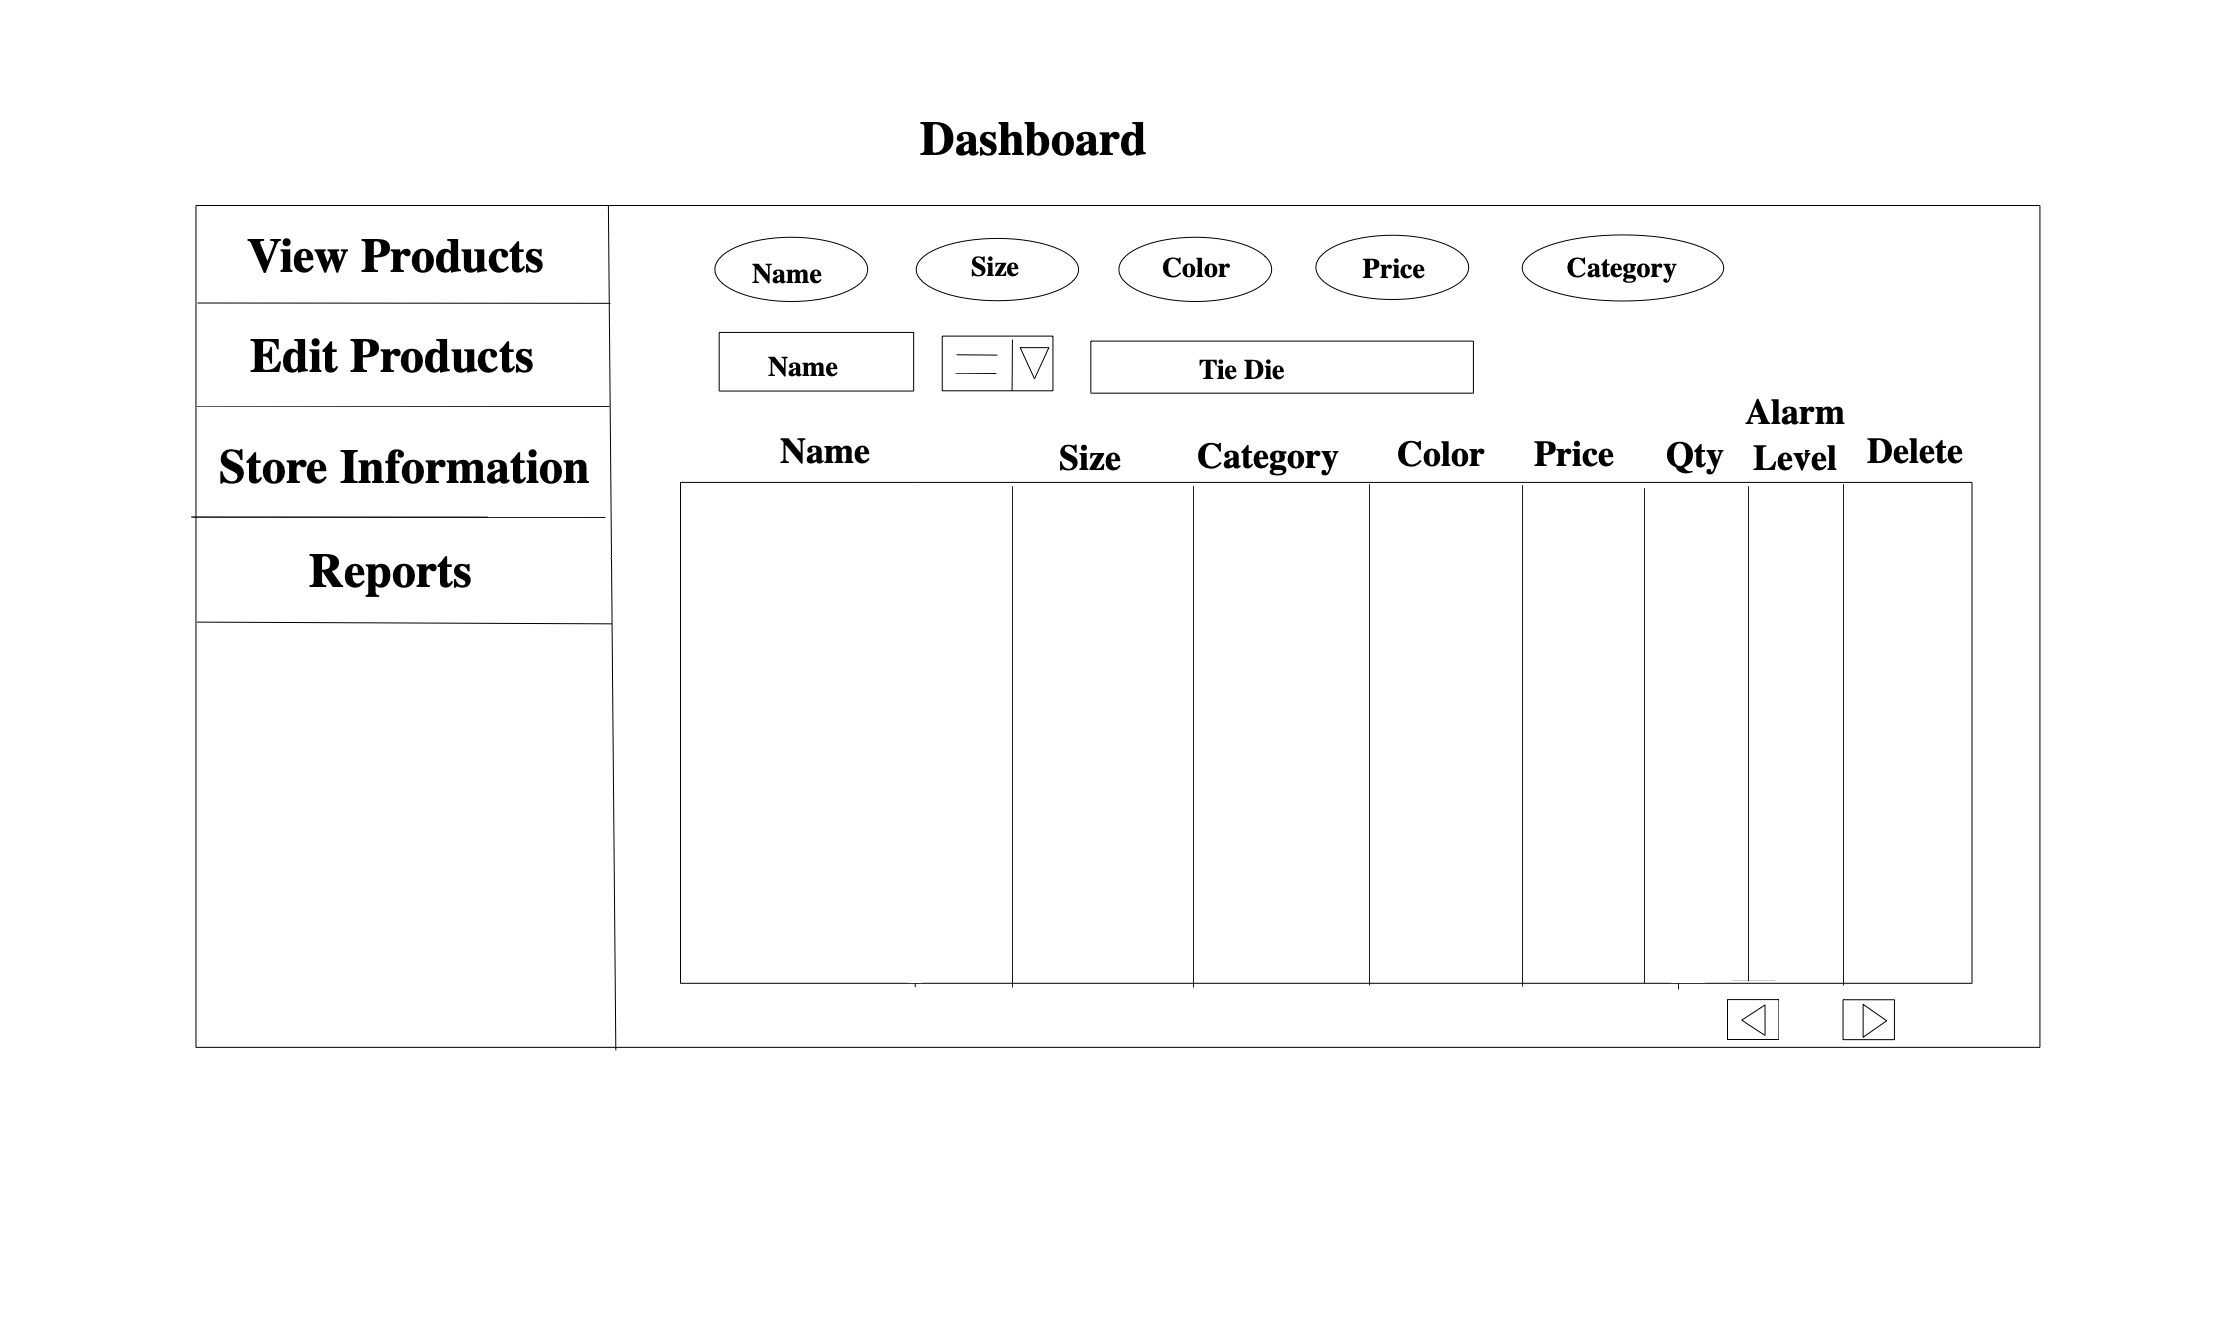 Dashboard
View Products
Edit Products
Store Information
Reports
Name
Size
Color
Price
Category
Name
Tie Die
Name
Size
Category
Color
Price
Qty
Alarm
Level
Delete